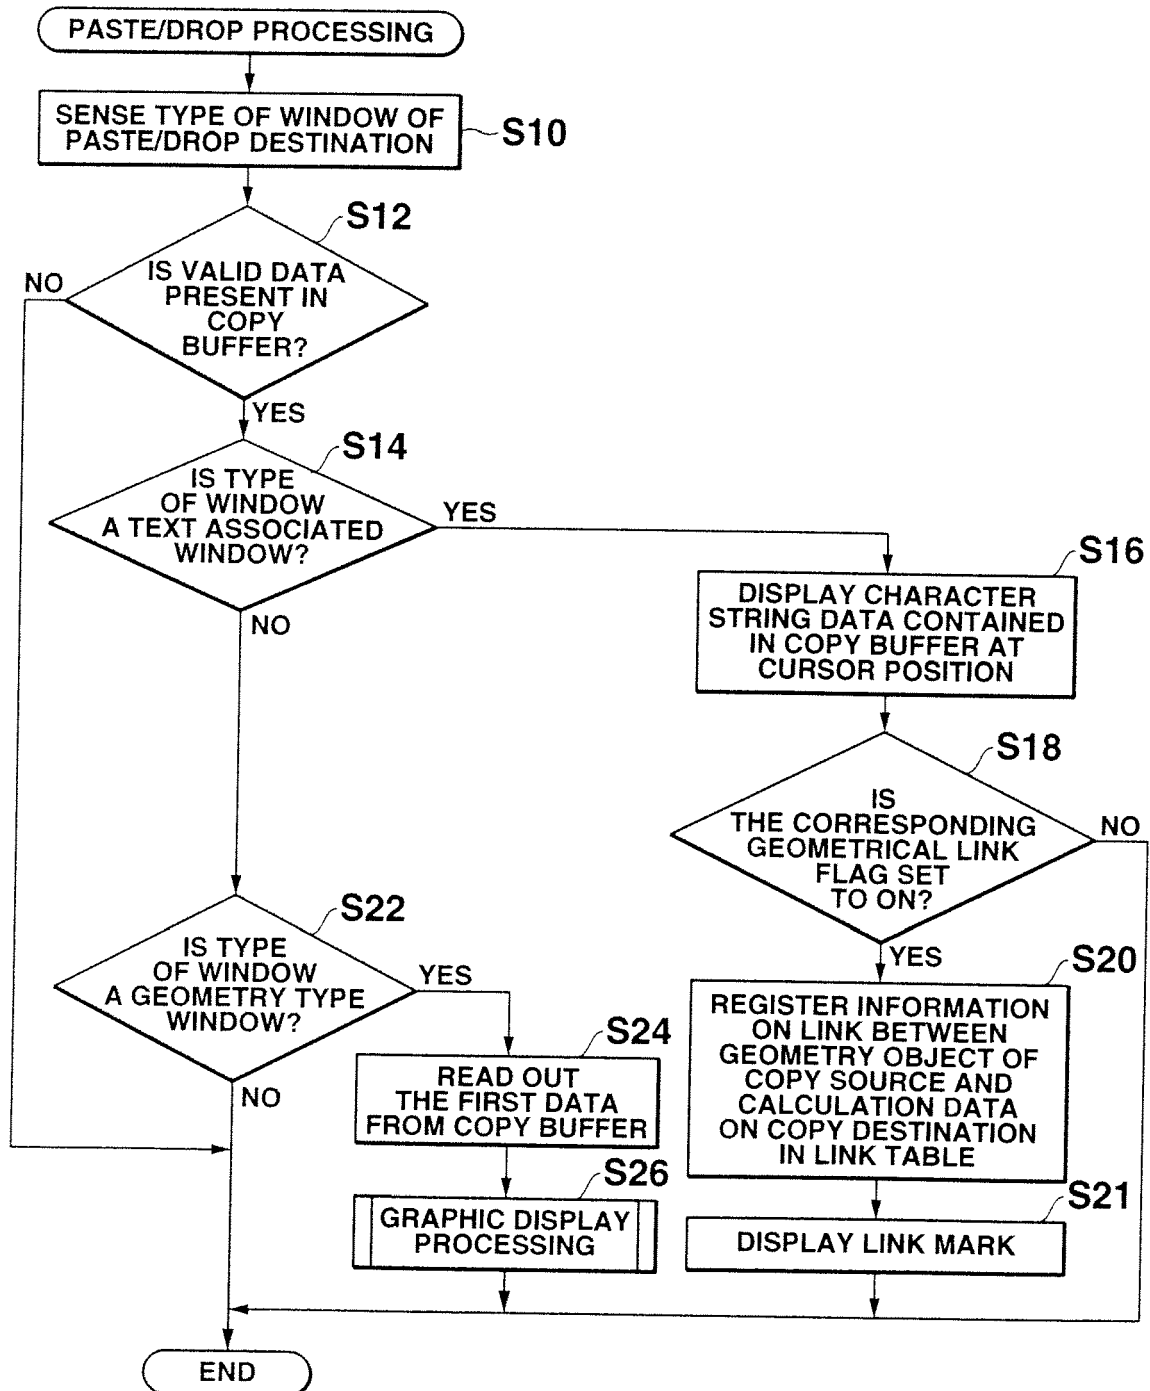 PASTE/DROP PROCESSING
SENSE TYPE OF WINDOW OF
PASTE/DROP DESTINATION
S10
S12
IS VALID DATA
PRESENT IN
COPY
BUFFER?
NO
YES
S14
IS TYPE
OF WINDOW
A TEXT ASSOCIATED
WINDOW?
YES
NO
S16
DISPLAY CHARACTER
STRING DATA CONTAINED
IN COPY BUFFER AT
CURSOR POSITION
S18
IS
THE CORRESPONDING
GEOMETRICAL LINK
FLAG SET
TO ON?
NO
YES
S22
IS TYPE
OF WINDOW
A GEOMETRY TYPE
WINDOW?
YES
NO
S20
REGISTER INFORMATION
ON LINK BETWEEN
GEOMETRY OBJECT OF
COPY SOURCE AND
CALCULATION DATA
ON COPY DESTINATION
IN LINK TABLE
S24
READ OUT
THE FIRST DATA
FROM COPY BUFFER
S26
GRAPHIC DISPLAY
PROCESSING
S21
DISPLAY LINK MARK
END